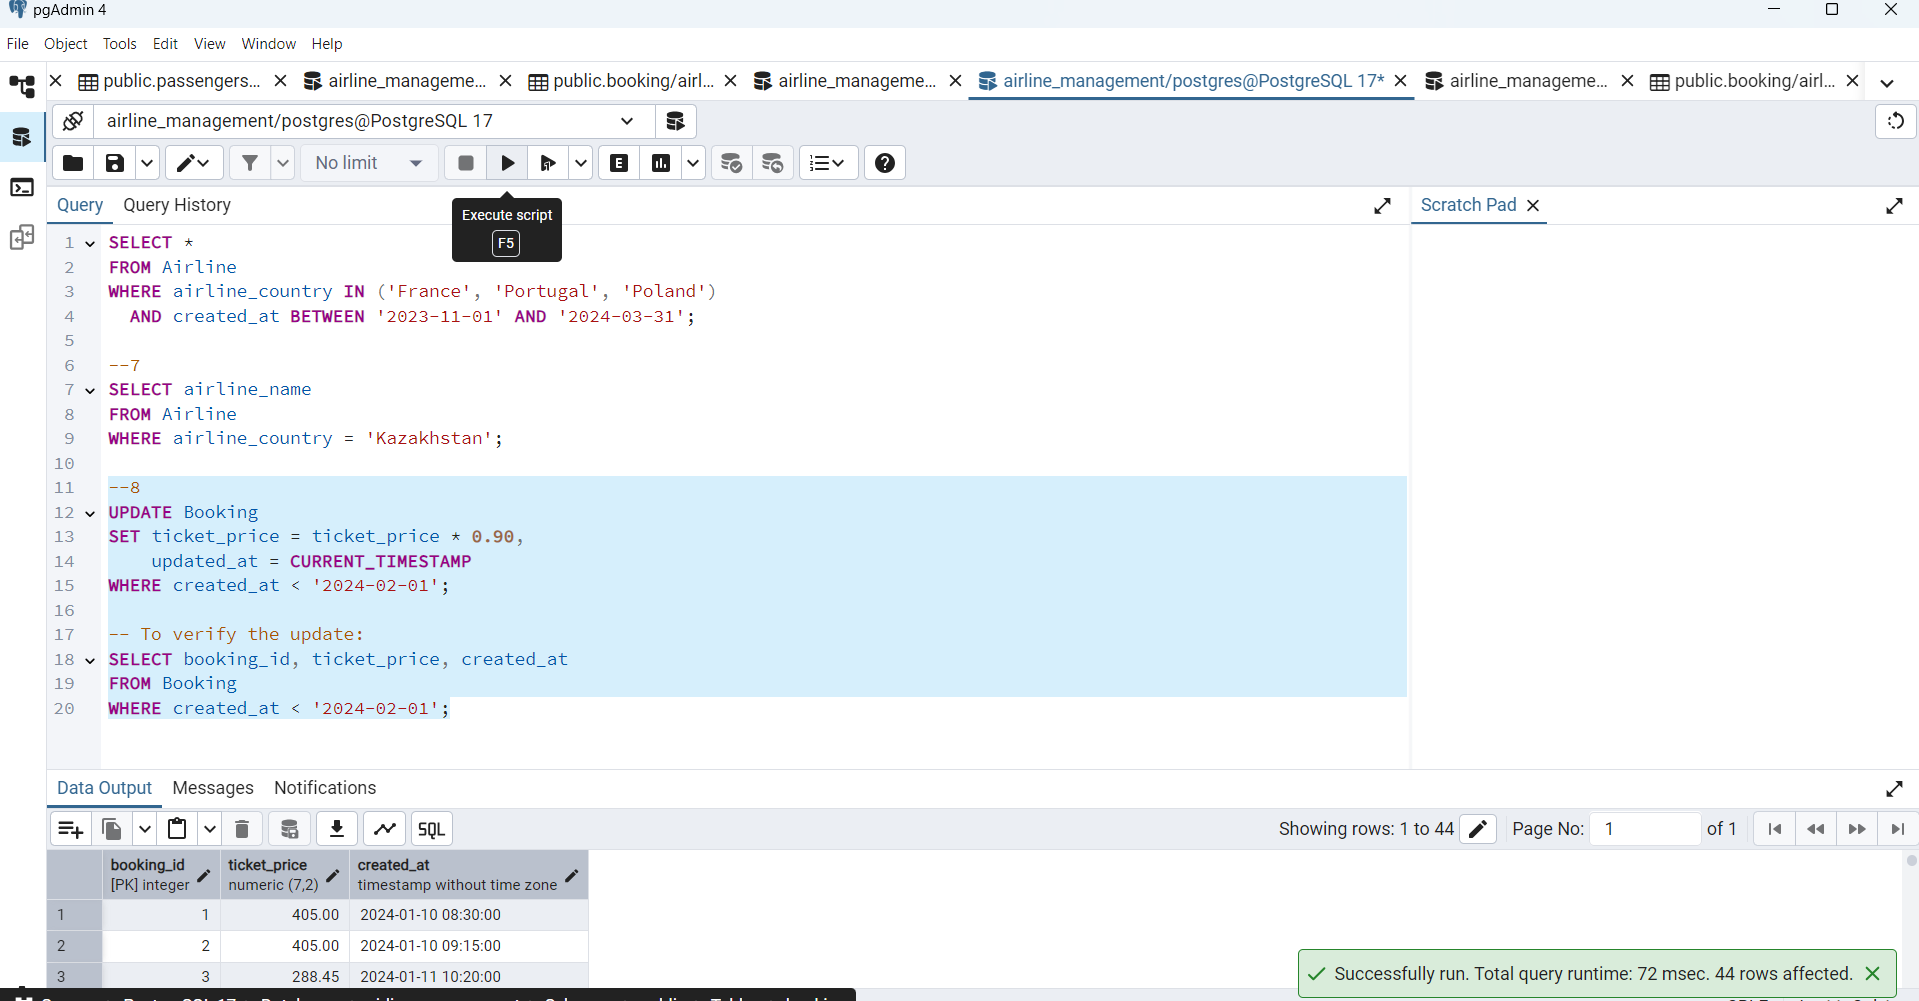 pgAdmin 4
File Object Tools Edit View Window Help
public.passengers... airline_manageme... public.booking/airl... airline_manageme... airline_management/postgres@PostgreSQL 17* airline_manageme... public.booking/airl...
airline_management/postgres@PostgreSQL 17
No limit E
Query Query History Scratch Pad
Execute script
F5
1 SELECT *
2 FROM Airline
3 WHERE airline_country IN ('France', 'Portugal', 'Poland')
4 AND created_at BETWEEN '2023-11-01' AND '2024-03-31';
5
6 --7
7 SELECT airline_name
8 FROM Airline
9 WHERE airline_country = 'Kazakhstan';
10
11 --8
12 UPDATE Booking
13 SET ticket_price = ticket_price * 0.90,
14 updated_at = CURRENT_TIMESTAMP
15 WHERE created_at < '2024-02-01';
16
17 -- To verify the update:
18 SELECT booking_id, ticket_price, created_at
19 FROM Booking
20 WHERE created_at < '2024-02-01';
Data Output Messages Notifications
SQL Showing rows: 1 to 44 Page No: 1 of 1
booking_id ticket_price created_at
[PK] integer numeric (7,2) timestamp without time zone
1 1 405.00 2024-01-10 08:30:00
2 2 405.00 2024-01-10 09:15:00
3 3 288.45 2024-01-11 10:20:00
Successfully run. Total query runtime: 72 msec. 44 rows affected.